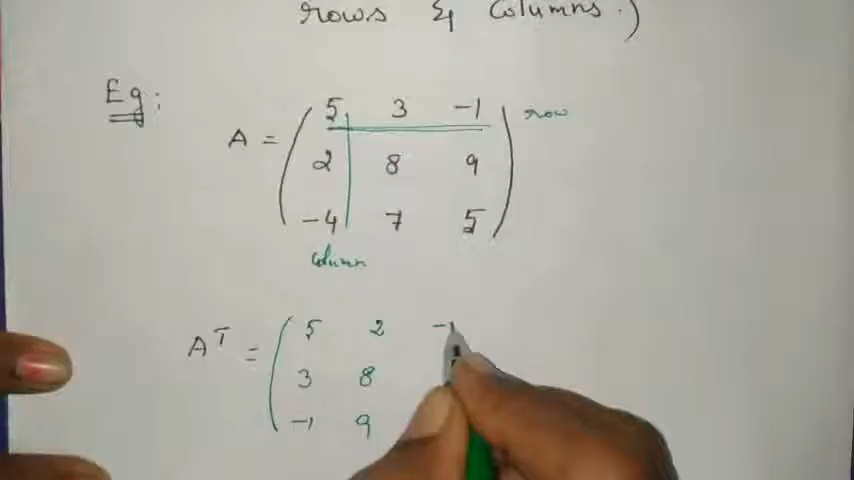 rows & Columns.)
Eg:
5 3 -1 row
A = 2 8 9
-4 7 5
column
5 2 -
Aᵀ = 3 8
-1 9